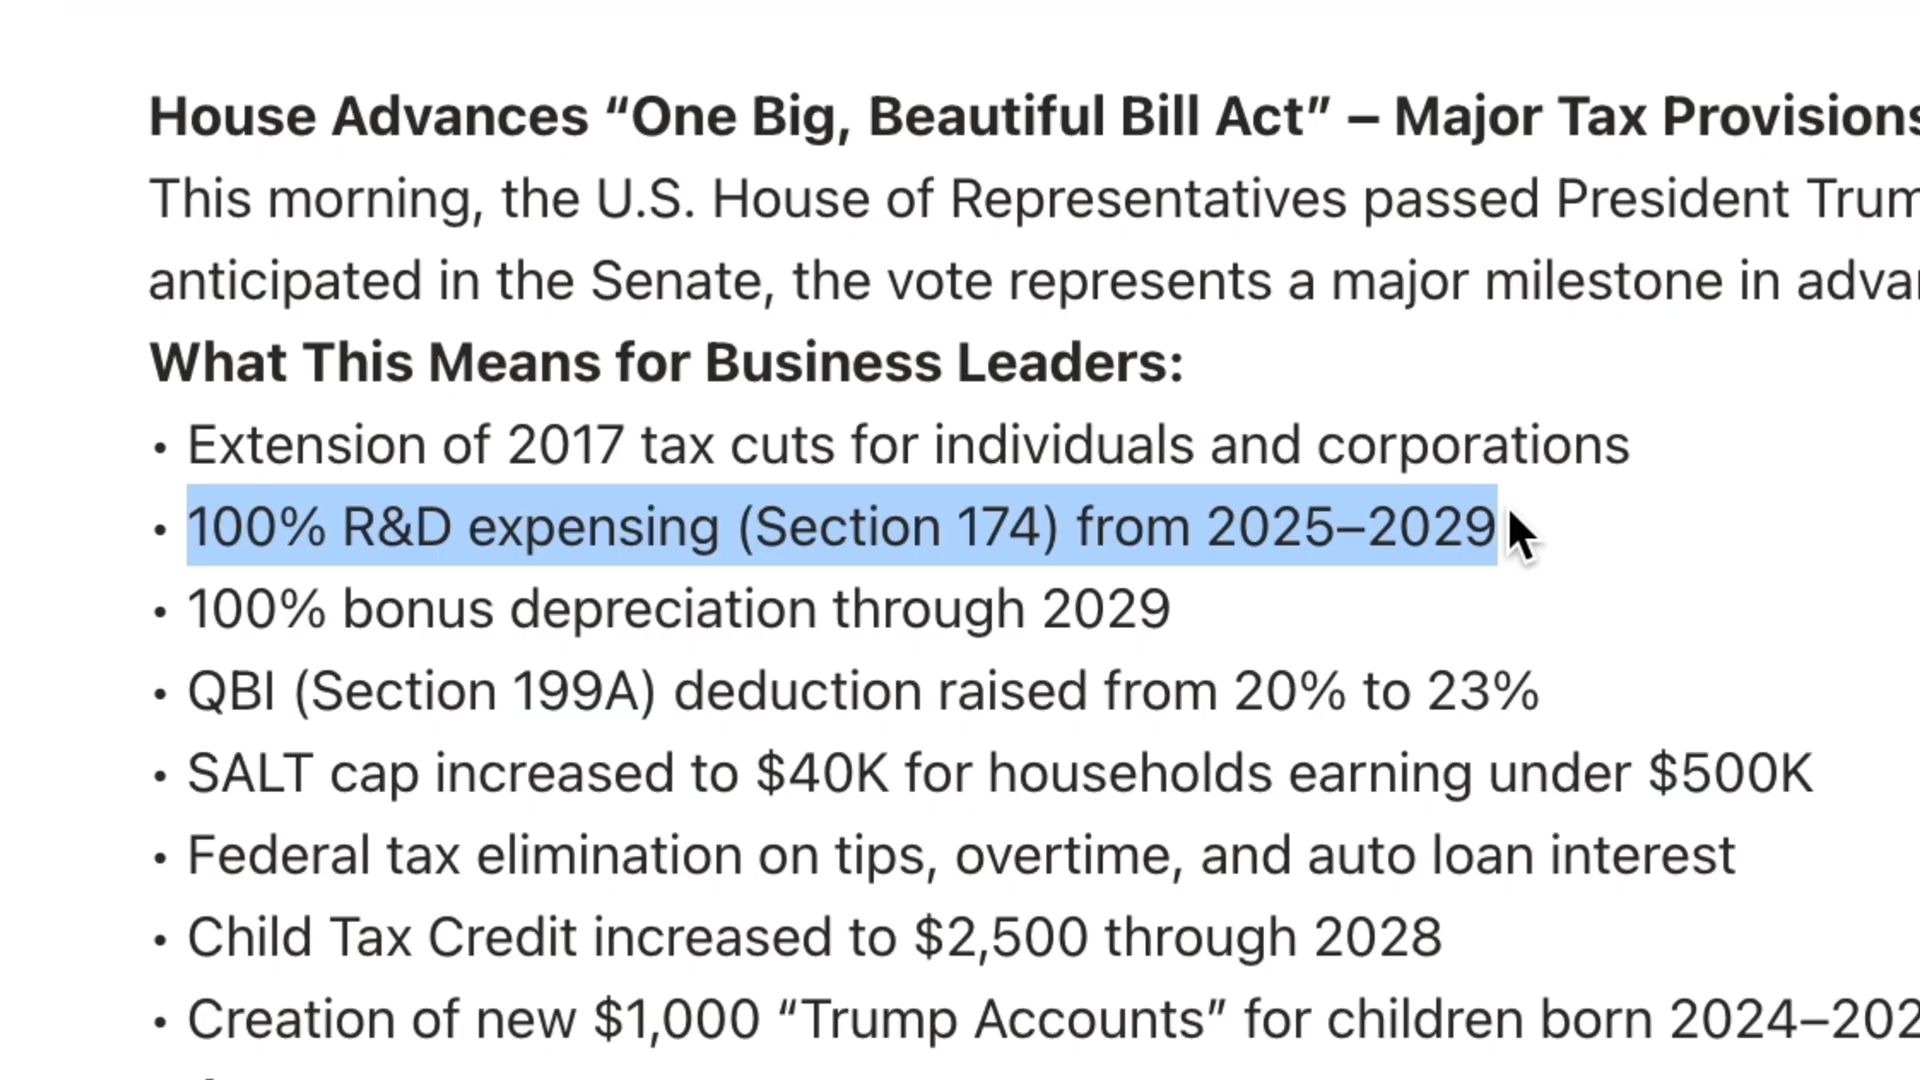 House Advances “One Big, Beautiful Bill Act” – Major Tax Provisions
This morning, the U.S. House of Representatives passed President
anticipated in the Senate, the vote represents a major milestone in
What This Means for Business Leaders:
• Extension of 2017 tax cuts for individuals and corporations
• 100% R&D expensing (Section 174) from 2025–2029
• 100% bonus depreciation through 2029
• QBI (Section 199A) deduction raised from 20% to 23%
• SALT cap increased to $40K for households earning under $500K
• Federal tax elimination on tips, overtime, and auto loan interest
• Child Tax Credit increased to $2,500 through 2028
• Creation of new $1,000 “Trump Accounts” for children born 2024–202